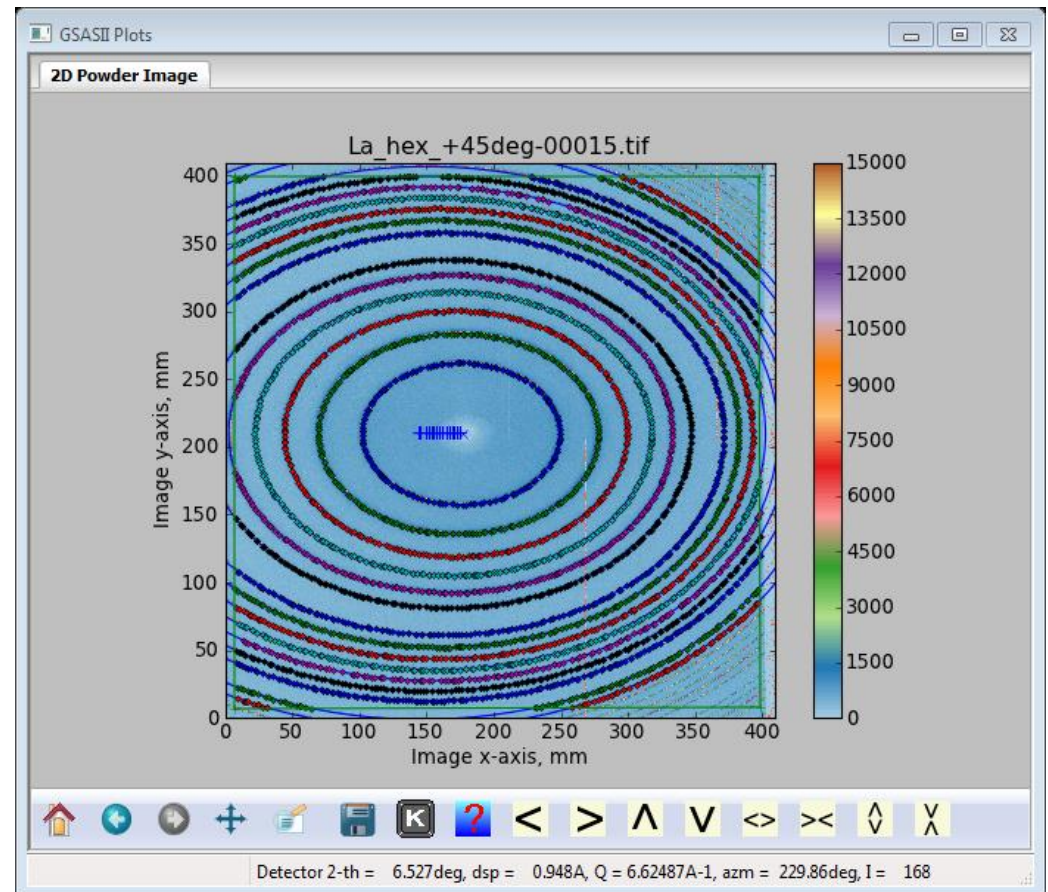 GSASII Plots
2D Powder Image
La_hex_+45deg-00015.tif
400
350
300
250
200
150
100
50
0
Image y-axis, mm
0 50 100 150 200 250 300 350 400
Image x-axis, mm
15000
13500
12000
10500
9000
7500
6000
4500
3000
1500
0
K ? < > Λ V <> ><
Detector 2-th = 6.527deg, dsp = 0.948A, Q = 6.62487A-1, azm = 229.86deg, I = 168